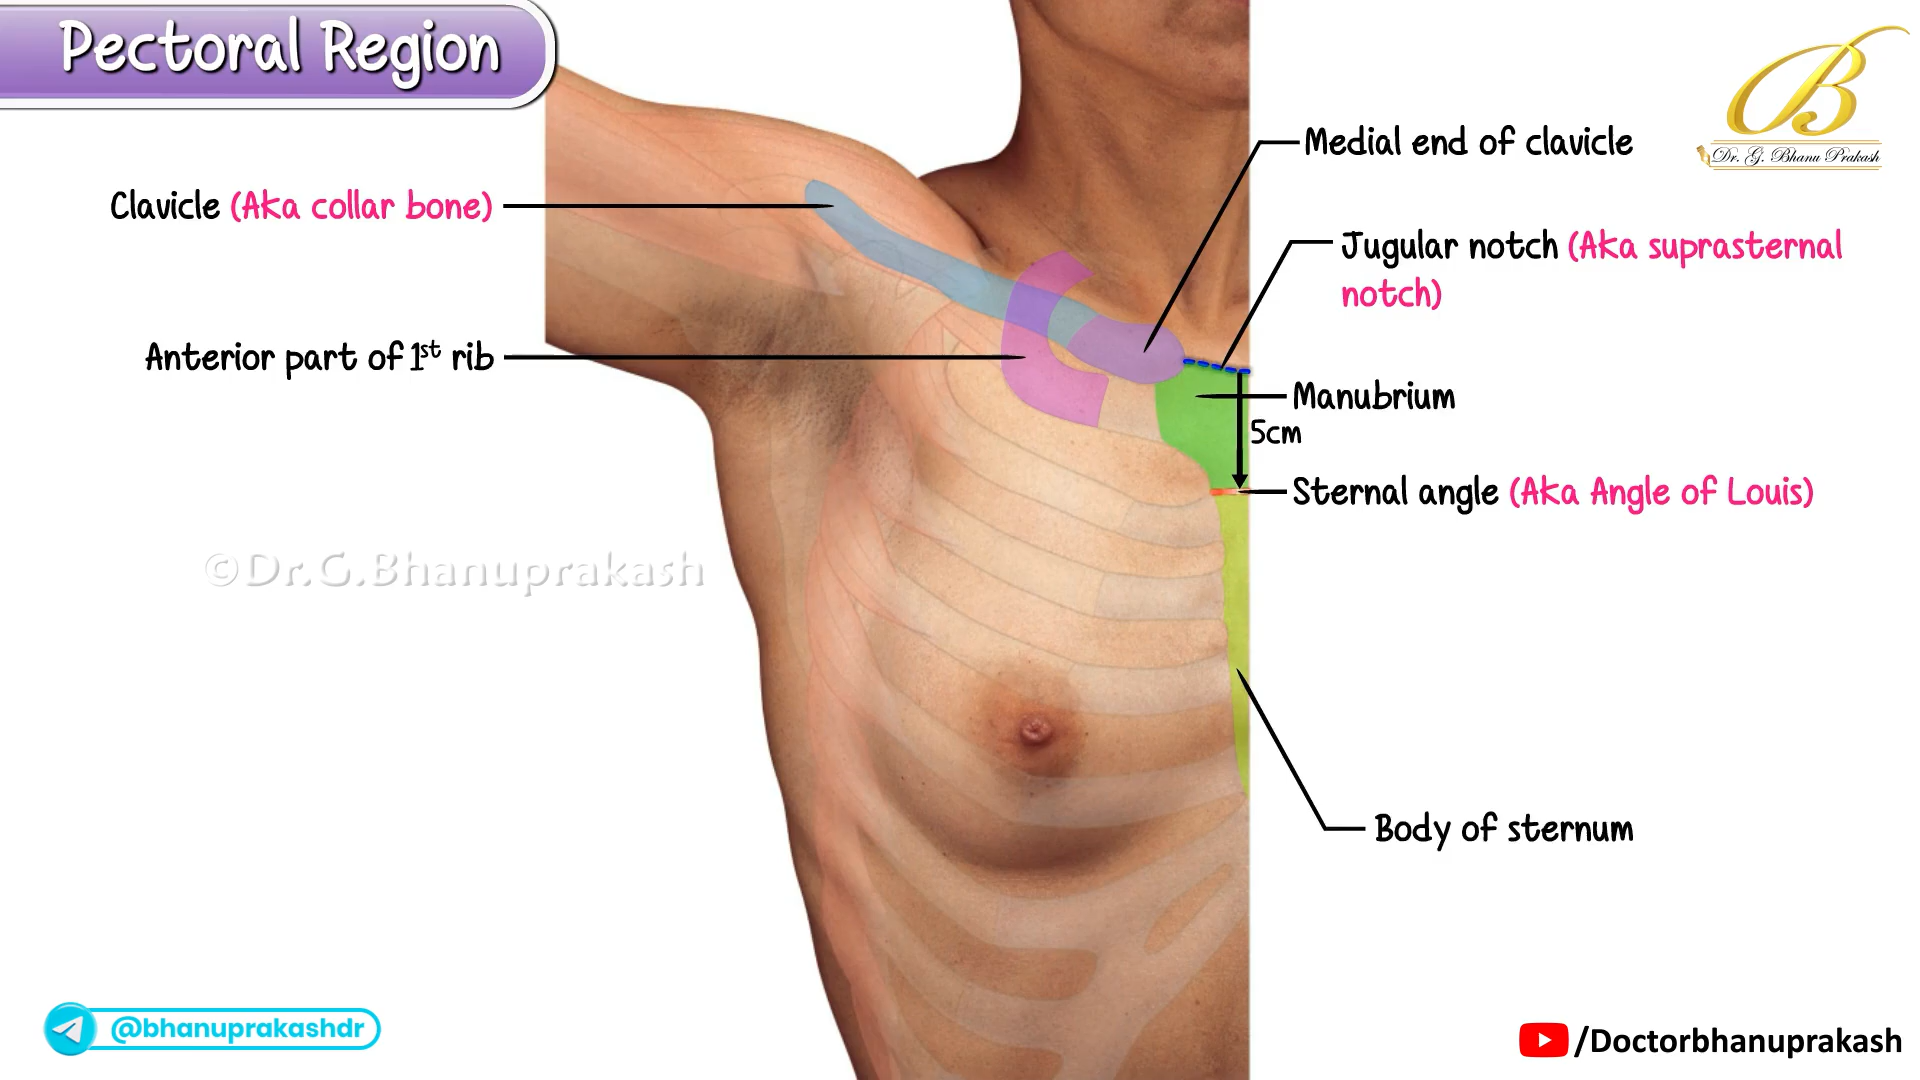 Pectoral Region
Dr. G. Bhanu Prakash
Medial end of clavicle
Clavicle (Aka collar bone)
Jugular notch (Aka suprasternal
notch)
Anterior part of 1st rib
Manubrium
5cm
Sternal angle (Aka Angle of Louis)
©Dr.G.Bhanuprakash
Body of sternum
@bhanuprakashdr
/Doctorbhanuprakash